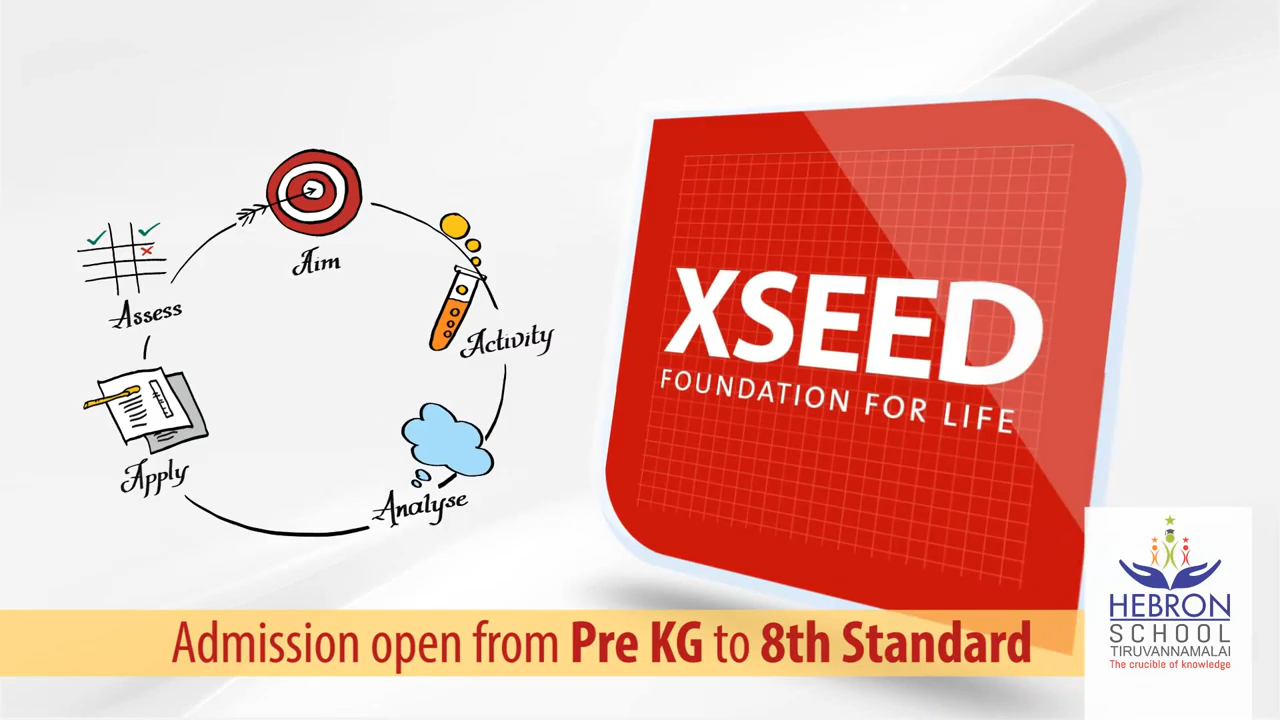 Aim
Activity
Analyse
Apply
Assess
XSEED
FOUNDATION FOR LIFE
Admission open from Pre KG to 8th Standard
HEBRON
SCHOOL
TIRUVANNAMALAI
The crucible of knowledge